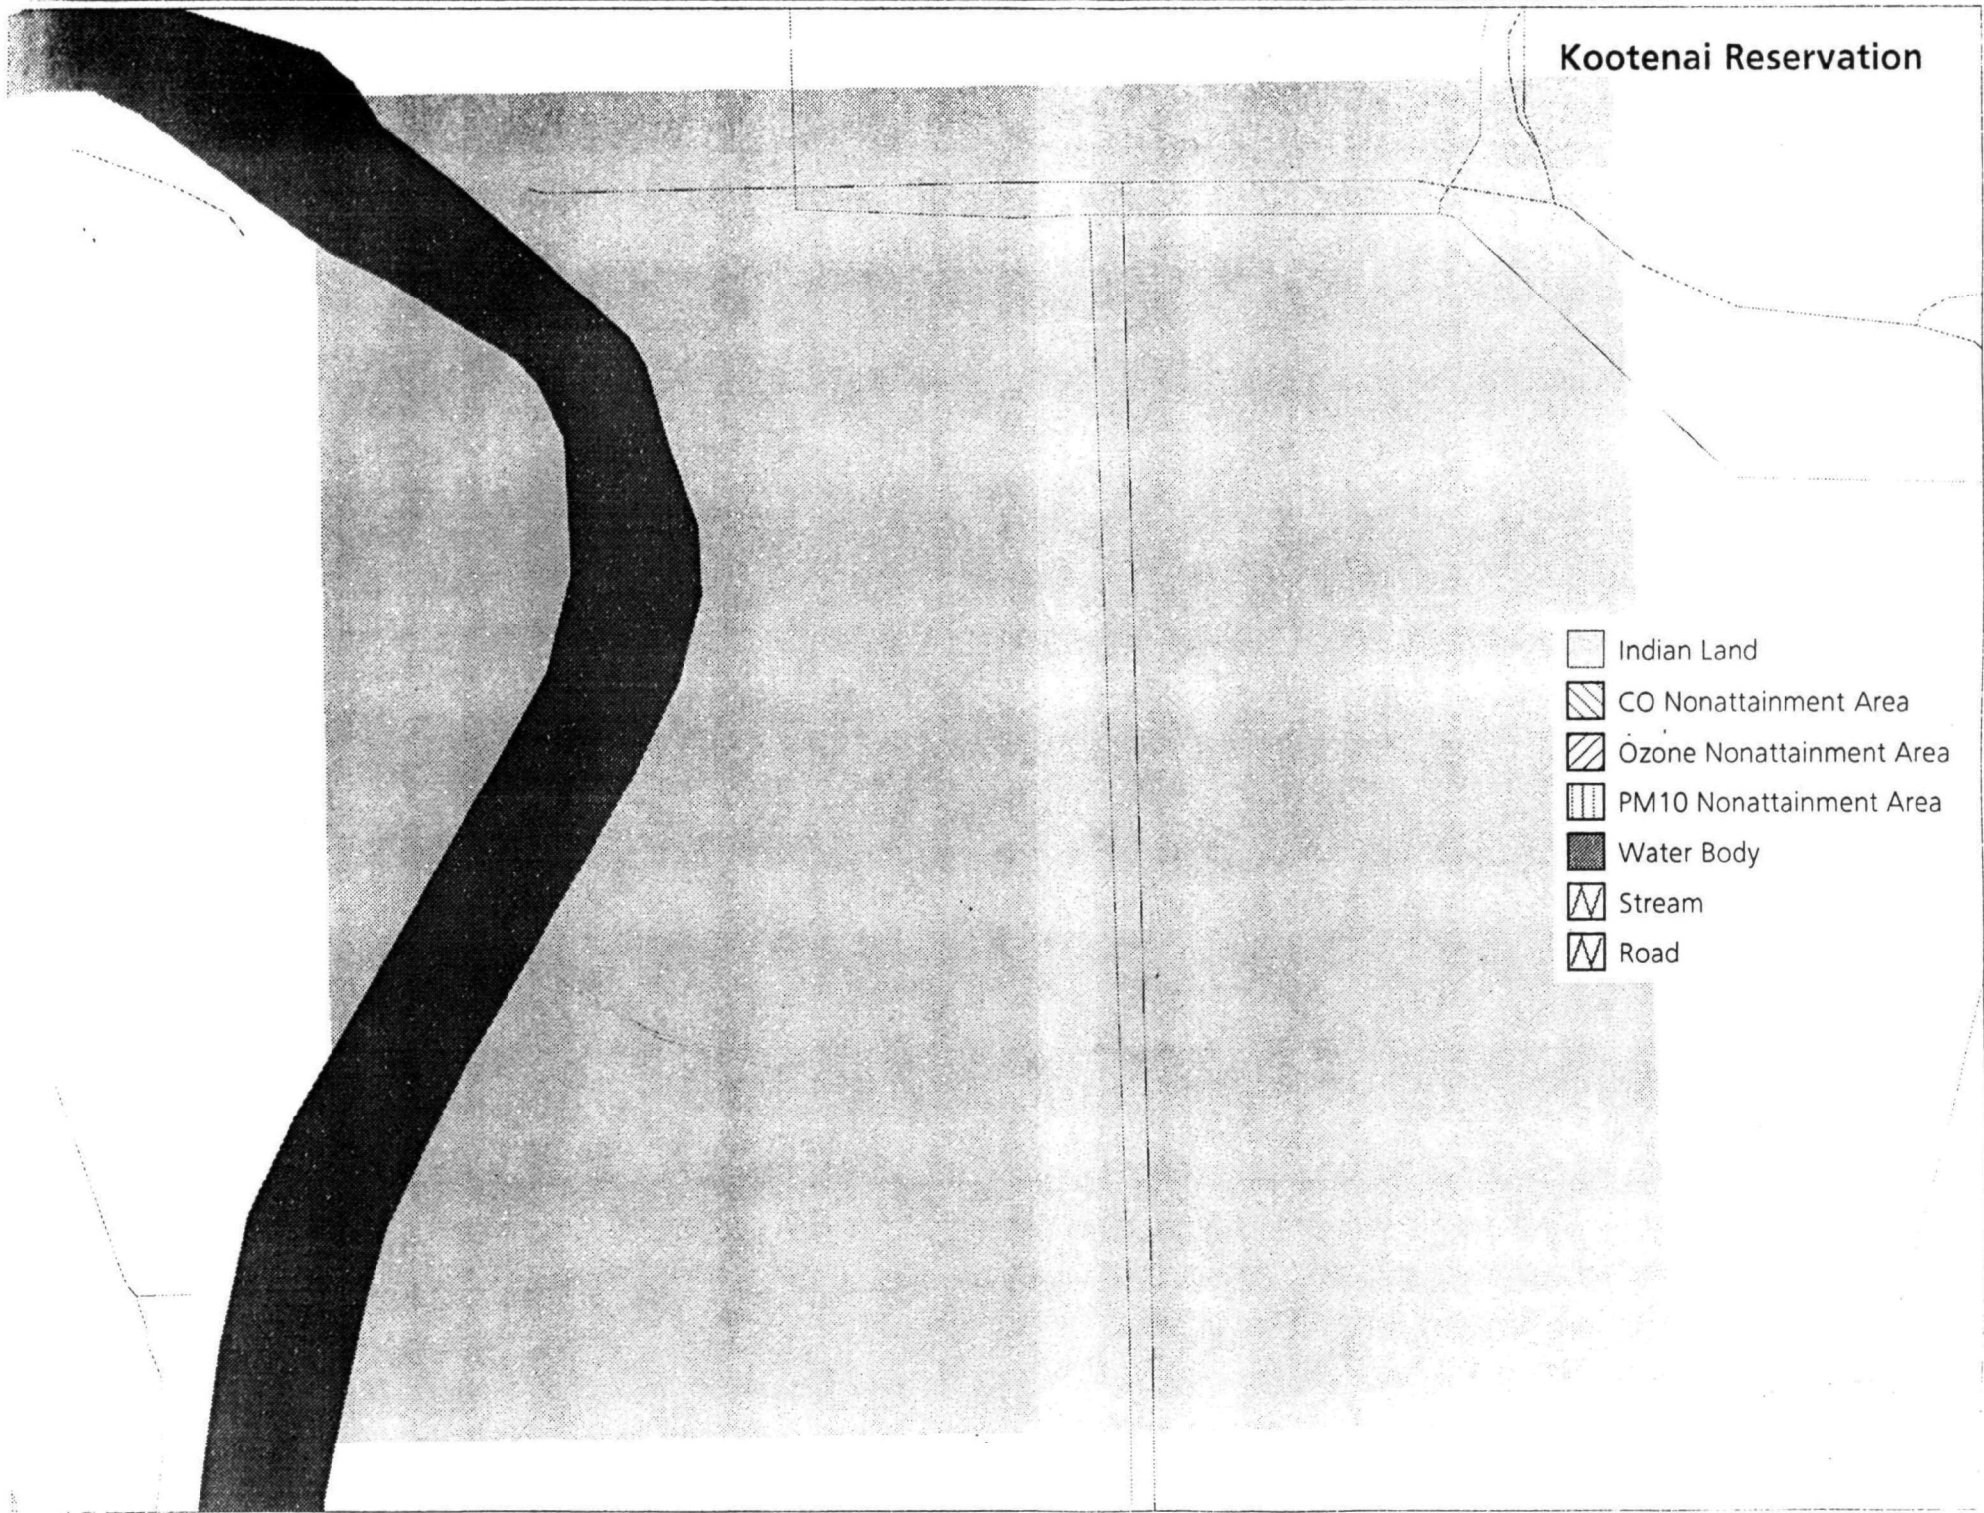 Kootenai Reservation
Indian Land
CO Nonattainment Area
Ozone Nonattainment Area
PM10 Nonattainment Area
Water Body
Stream
Road